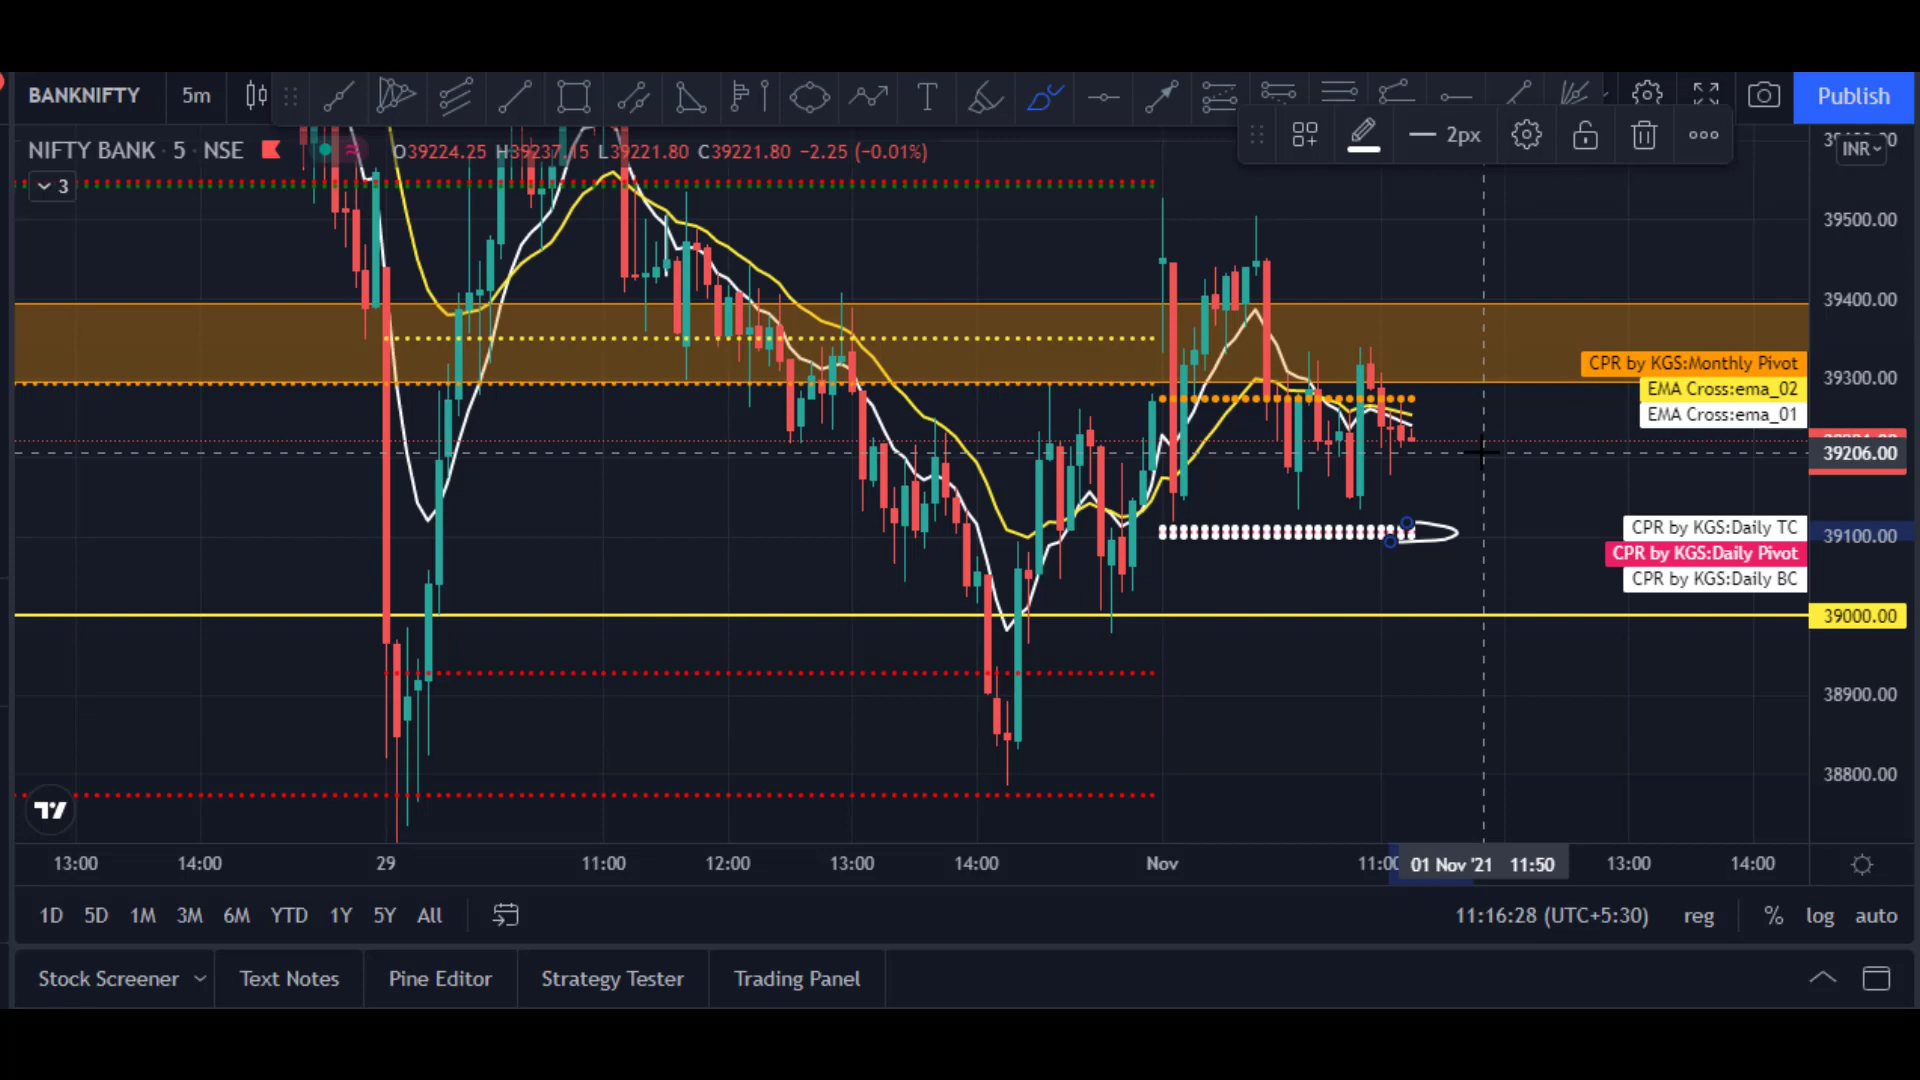 BANKNIFTY 5m Publish
2px
NIFTY BANK · 5 · NSE O39224.25 H39237.15 L39221.80 C39221.80 −2.25 (−0.01%)
INR
3
39500.00
39400.00
CPR by KGS:Monthly Pivot
39300.00
EMA Cross:ema_02
EMA Cross:ema_01
39206.00
CPR by KGS:Daily TC
39100.00
CPR by KGS:Daily Pivot
CPR by KGS:Daily BC
39000.00
38900.00
38800.00
13:00 14:00 29 11:00 12:00 13:00 14:00 Nov 11:00 01 Nov '21 11:50 13:00 14:00
1D 5D 1M 3M 6M YTD 1Y 5Y All 11:16:28 (UTC+5:30) reg % log auto
Stock Screener Text Notes Pine Editor Strategy Tester Trading Panel